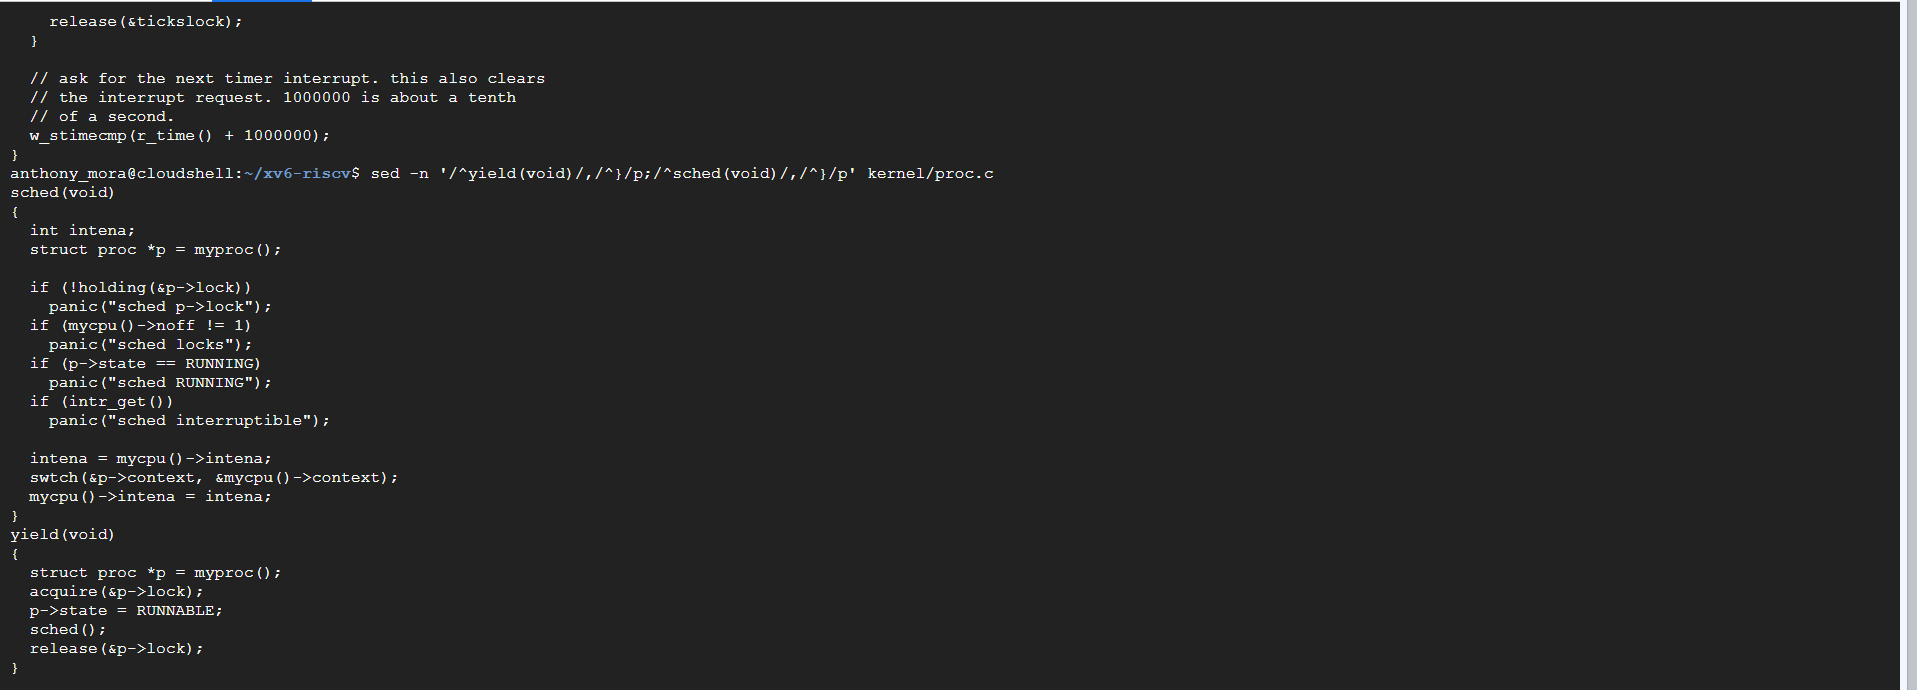 release(&tickslock);
  }

  // ask for the next timer interrupt. this also clears
  // the interrupt request. 1000000 is about a tenth
  // of a second.
  w_stimecmp(r_time() + 1000000);
}
anthony_mora@cloudshell:~/xv6-riscv$ sed -n '/^yield(void)/,/^}/p;/^sched(void)/,/^}/p' kernel/proc.c
sched(void)
{
  int intena;
  struct proc *p = myproc();

  if (!holding(&p->lock))
    panic("sched p->lock");
  if (mycpu()->noff != 1)
    panic("sched locks");
  if (p->state == RUNNING)
    panic("sched RUNNING");
  if (intr_get())
    panic("sched interruptible");

  intena = mycpu()->intena;
  swtch(&p->context, &mycpu()->context);
  mycpu()->intena = intena;
}
yield(void)
{
  struct proc *p = myproc();
  acquire(&p->lock);
  p->state = RUNNABLE;
  sched();
  release(&p->lock);
}